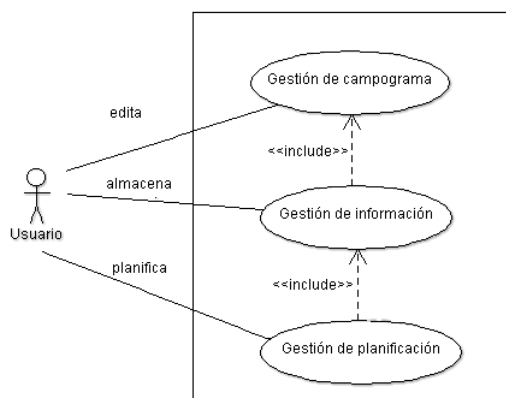 Gestión de campograma
edita
<<include>>
almacena
Gestión de información
Usuario
planifica
<<include>>
Gestión de planificación